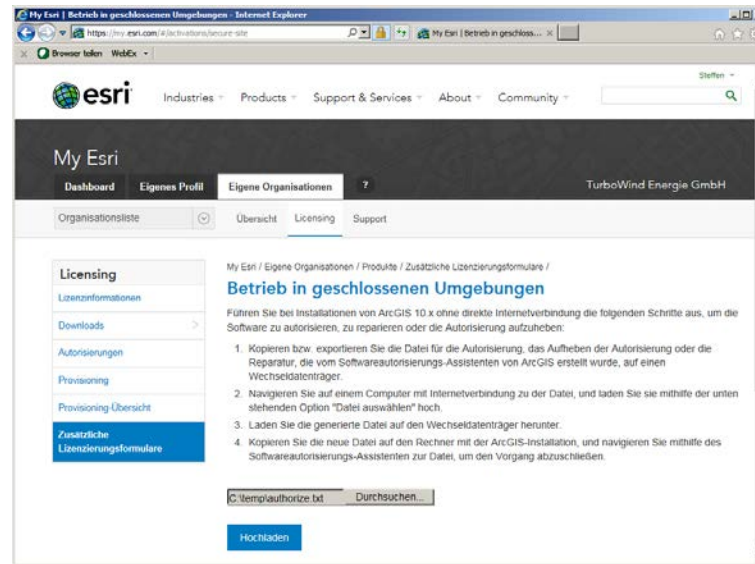 My Esri | Betrieb in geschlossenen Umgebungen - Internet Explorer
https://my.esri.com/#/activations/secure-site
My Esri | Betrieb in geschloss...
Browser teilen WebEx
Steffen
esri
Industries Products Support & Services About Community
My Esri
Dashboard Eigenes Profil Eigene Organisationen ? TurboWind Energie GmbH
Organisationsliste Übersicht Licensing Support
Licensing
Lizenzinformationen
Downloads
Autorisierungen
Provisioning
Provisioning-Übersicht
Zusätzliche
Lizenzierungsformulare
My Esri / Eigene Organisationen / Produkte / Zusätzliche Lizenzierungsformulare /
Betrieb in geschlossenen Umgebungen
Führen Sie bei Installationen von ArcGIS 10.x ohne direkte Internetverbindung die folgenden Schritte aus, um die
Software zu autorisieren, zu reparieren oder die Autorisierung aufzuheben:
1. Kopieren bzw. exportieren Sie die Datei für die Autorisierung, das Aufheben der Autorisierung oder die
Reparatur, die vom Softwareautorisierungs-Assistenten von ArcGIS erstellt wurde, auf einen
Wechseldatenträger.
2. Navigieren Sie auf einem Computer mit Internetverbindung zu der Datei, und laden Sie sie mithilfe der unten
stehenden Option "Datei auswählen" hoch.
3. Laden Sie die generierte Datei auf den Wechseldatenträger herunter.
4. Kopieren Sie die neue Datei auf den Rechner mit der ArcGIS-Installation, und navigieren Sie mithilfe des
Softwareautorisierungs-Assistenten zur Datei, um den Vorgang abzuschließen.
C:\temp\authorize.txt Durchsuchen...
Hochladen